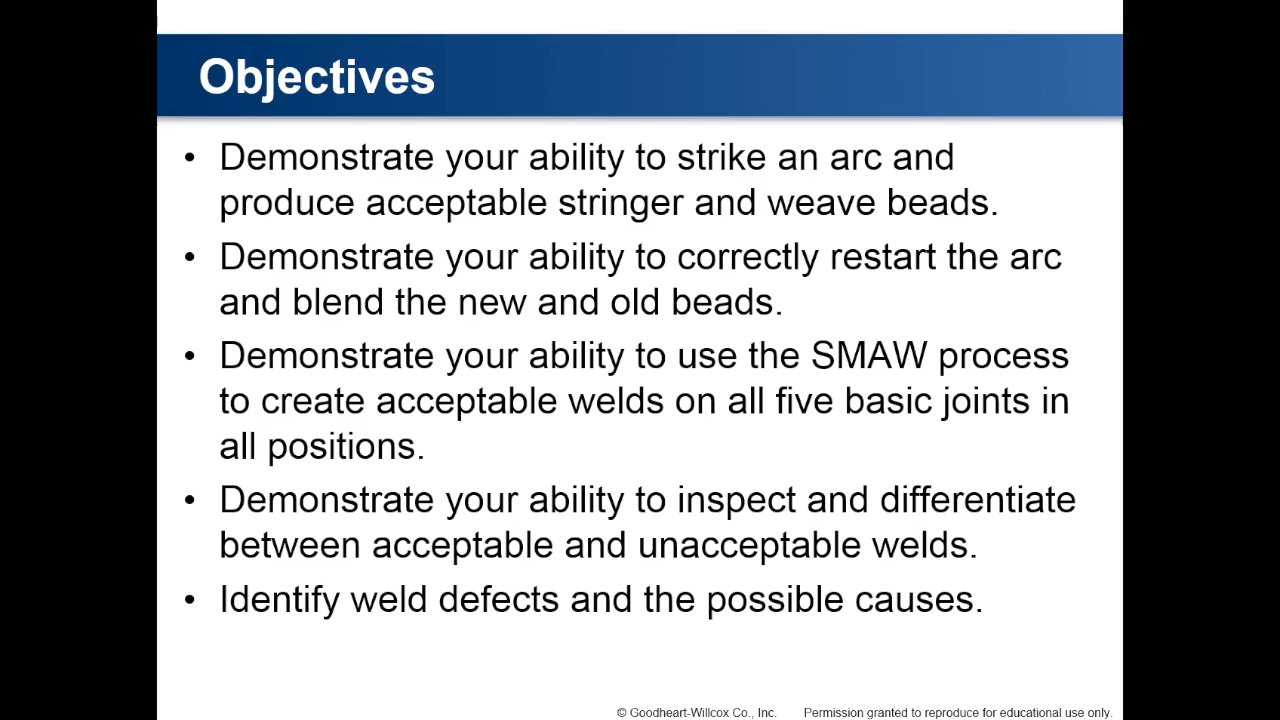 Objectives
• Demonstrate your ability to strike an arc and
produce acceptable stringer and weave beads.
• Demonstrate your ability to correctly restart the arc
and blend the new and old beads.
• Demonstrate your ability to use the SMAW process
to create acceptable welds on all five basic joints in
all positions.
• Demonstrate your ability to inspect and differentiate
between acceptable and unacceptable welds.
• Identify weld defects and the possible causes.
© Goodheart-Willcox Co., Inc. Permission granted to reproduce for educational use only.